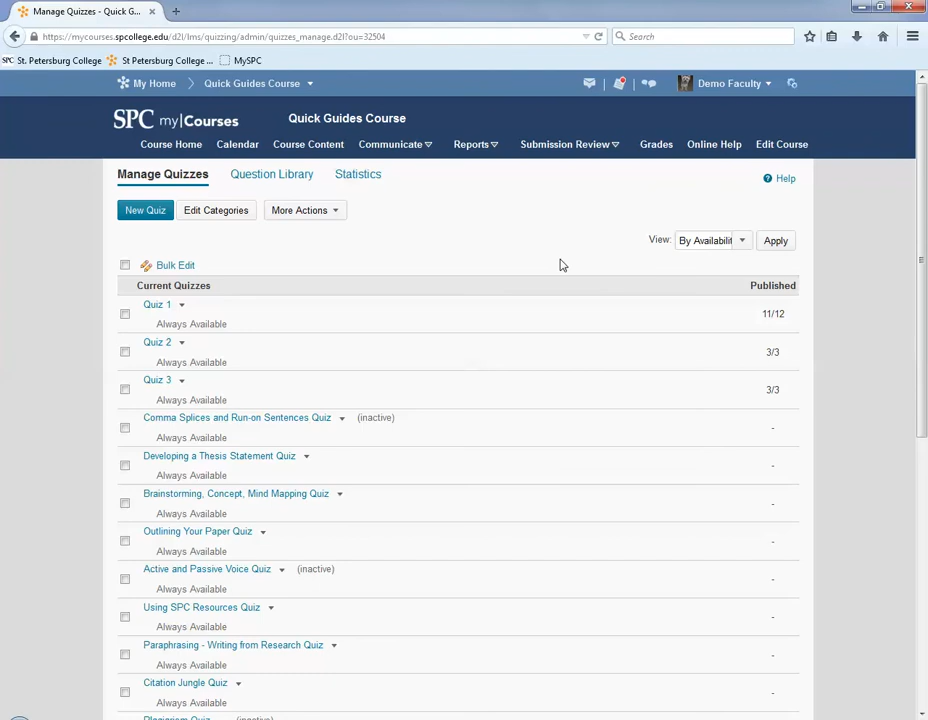 Manage Quizzes - Quick G...
https://mycourses.spcollege.edu/d2l/lms/quizzing/admin/quizzes_manage.d2l?ou=32504
Search
SPC St. Petersburg College
St Petersburg College ...
MySPC
My Home
Quick Guides Course
Demo Faculty
SPC my|Courses
Quick Guides Course
Course Home
Calendar
Course Content
Communicate
Reports
Submission Review
Grades
Online Help
Edit Course
Manage Quizzes
Question Library
Statistics
Help
New Quiz
Edit Categories
More Actions
View:
By Availabilit
Apply
Bulk Edit
Current Quizzes
Published
Quiz 1
11/12
Always Available
Quiz 2
3/3
Always Available
Quiz 3
3/3
Always Available
Comma Splices and Run-on Sentences Quiz (inactive)
-
Always Available
Developing a Thesis Statement Quiz
-
Always Available
Brainstorming, Concept, Mind Mapping Quiz
-
Always Available
Outlining Your Paper Quiz
-
Always Available
Active and Passive Voice Quiz (inactive)
-
Always Available
Using SPC Resources Quiz
-
Always Available
Paraphrasing - Writing from Research Quiz
-
Always Available
Citation Jungle Quiz
-
Always Available
Plagiarism Quiz (inactive)